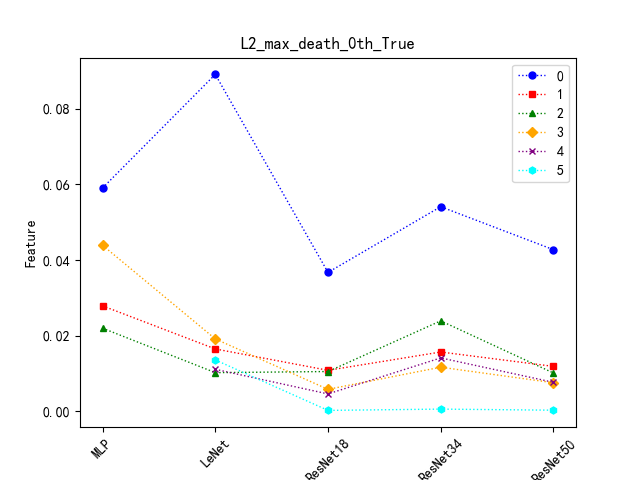 L2_max_death_0th_True
0
1
2
3
4
5
Feature
0.08
0.06
0.04
0.02
0.00
MLP
LeNet
ResNet18
ResNet34
ResNet50